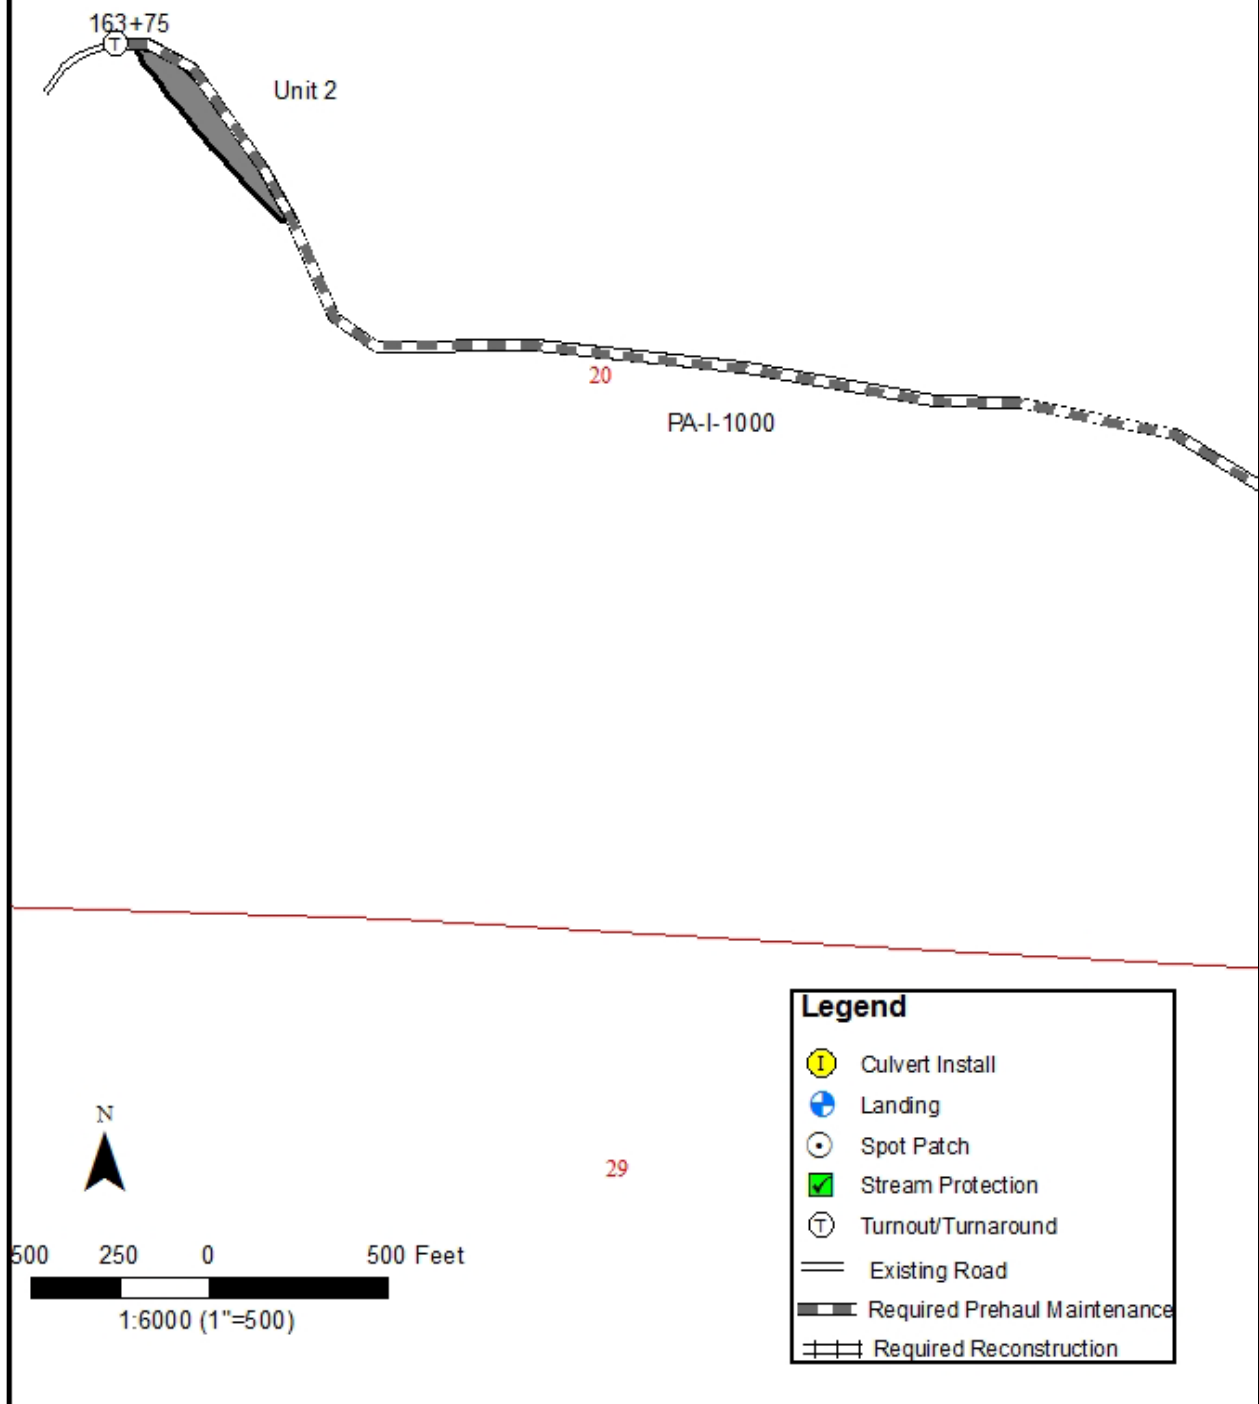 163+75
T
Unit 2
20
PA-I-1000
Legend
I Culvert Install
Landing
Spot Patch
Stream Protection
T Turnout/Turnaround
Existing Road
Required Prehaul Maintenance
Required Reconstruction
N
29
500 250 0 500 Feet
1:6000 (1"=500)